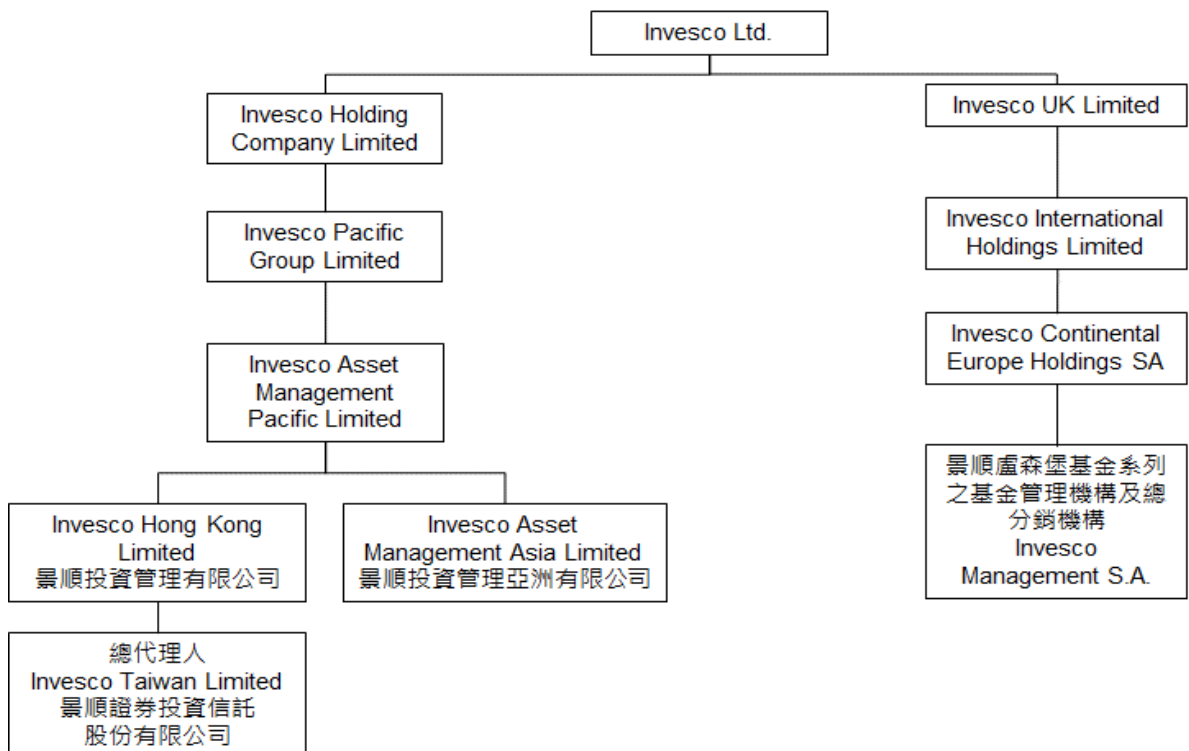 Invesco Ltd.
Invesco Holding
Company Limited
Invesco UK Limited
Invesco Pacific
Group Limited
Invesco International
Holdings Limited
Invesco Asset
Management
Pacific Limited
Invesco Continental
Europe Holdings SA
Invesco Hong Kong
Limited
景順投資管理有限公司
Invesco Asset
Management Asia Limited
景順投資管理亞洲有限公司
景順盧森堡基金系列
之基金管理機構及總
分銷機構
Invesco
Management S.A.
總代理人
Invesco Taiwan Limited
景順證券投資信託
股份有限公司